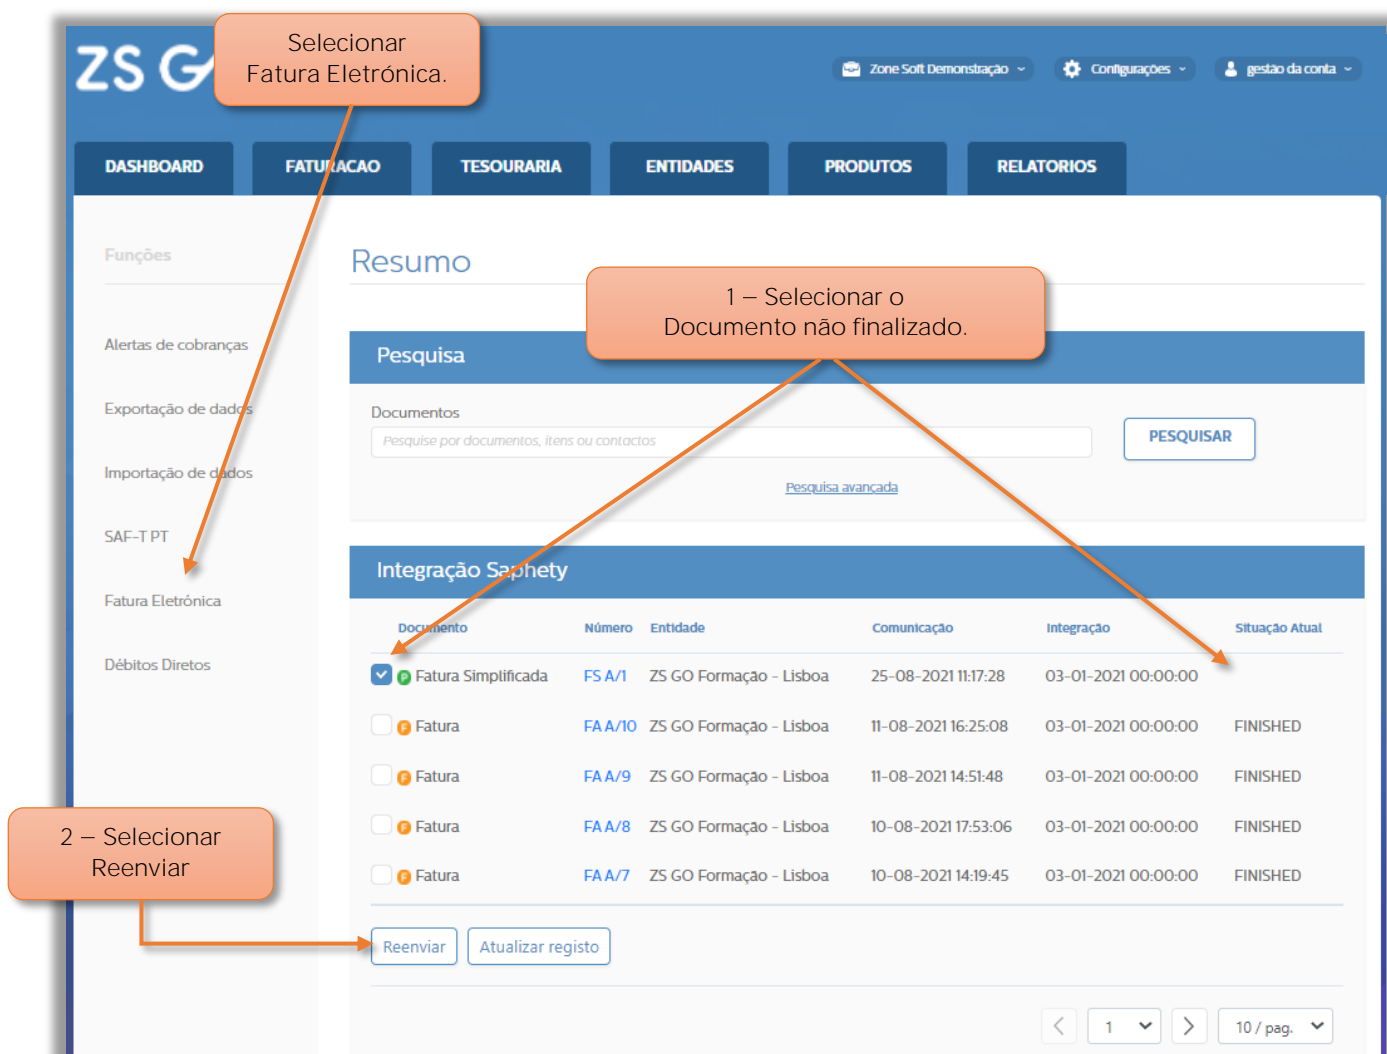 ZS G
Selecionar
Fatura Eletrónica.
Zone Soft Demonstração
Configurações
gestão da conta
DASHBOARD
FATURACAO
TESOURARIA
ENTIDADES
PRODUTOS
RELATORIOS
Funções
Alertas de cobranças
Exportação de dados
Importação de dados
SAF-T PT
Fatura Eletrónica
Débitos Diretos
Resumo
1 – Selecionar o
Documento não finalizado.
Pesquisa
Documentos
Pesquise por documentos, itens ou contactos
PESQUISAR
Pesquisa avançada
Integração Saphety
Documento Número Entidade Comunicação Integração Situação Atual
P Fatura Simplificada FS A/1 ZS GO Formação - Lisboa 25-08-2021 11:17:28 03-01-2021 00:00:00
F Fatura FA A/10 ZS GO Formação - Lisboa 11-08-2021 16:25:08 03-01-2021 00:00:00 FINISHED
F Fatura FA A/9 ZS GO Formação - Lisboa 11-08-2021 14:51:48 03-01-2021 00:00:00 FINISHED
F Fatura FA A/8 ZS GO Formação - Lisboa 10-08-2021 17:53:06 03-01-2021 00:00:00 FINISHED
F Fatura FA A/7 ZS GO Formação - Lisboa 10-08-2021 14:19:45 03-01-2021 00:00:00 FINISHED
2 – Selecionar
Reenviar
Reenviar
Atualizar registo
1
10 / pag.